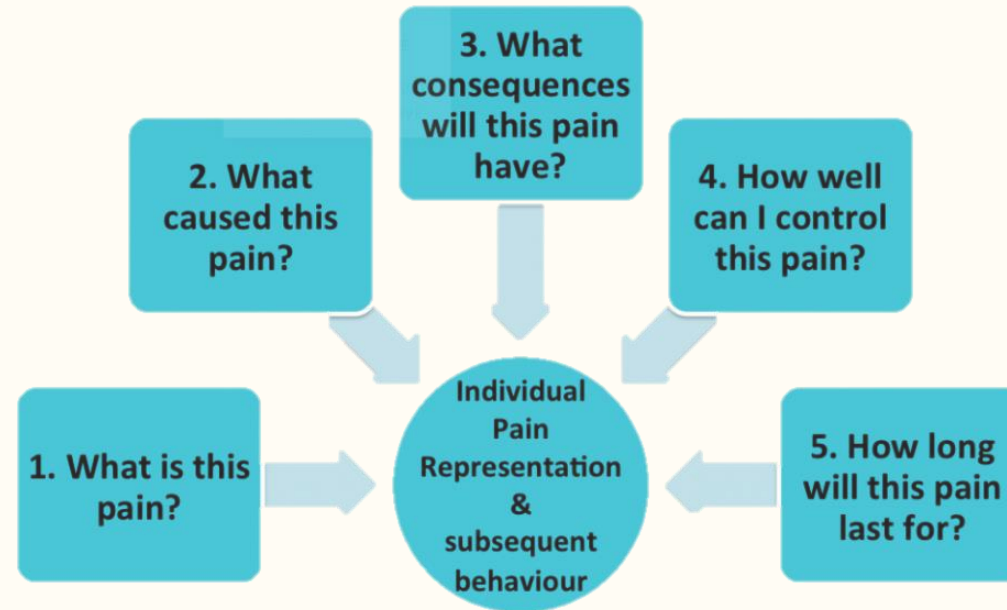 1. What is this
pain?
2. What
caused this
pain?
3. What
consequences
will this pain
have?
4. How well
can I control
this pain?
5. How long
will this pain
last for?
Individual
Pain
Representation
&
subsequent
behaviour